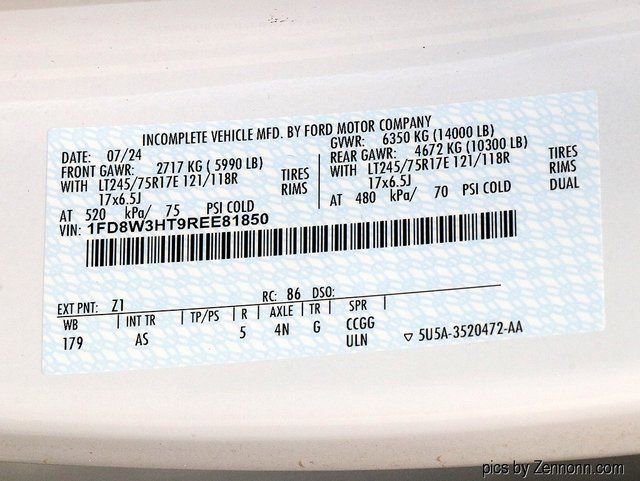 INCOMPLETE VEHICLE MFD. BY FORD MOTOR COMPANY
DATE: 07/24
FRONT GAWR: 2717 KG ( 5990 LB)
WITH LT245/75R17E 121/118R TIRES
17x6.5J RIMS
AT 520 kPa/ 75 PSI COLD
GVWR: 6350 KG (14000 LB)
REAR GAWR: 4672 KG (10300 LB)
WITH LT245/75R17E 121/118R TIRES
17x6.5J RIMS
AT 480 kPa/ 70 PSI COLD DUAL
VIN: 1FD8W3HT9REE81850
EXT PNT: Z1 RC: 86 DSO:
WB INT TR TP/PS R AXLE TR SPR
179 AS 5 4N G CCGG
ULN ▽ 5U5A-3520472-AA
pics by Zennonn.com